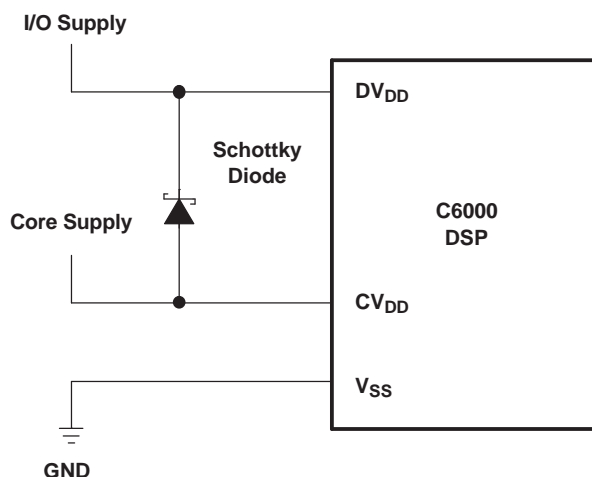 I/O Supply
DVDD
Schottky
Diode
C6000
DSP
Core Supply
CVDD
VSS
GND